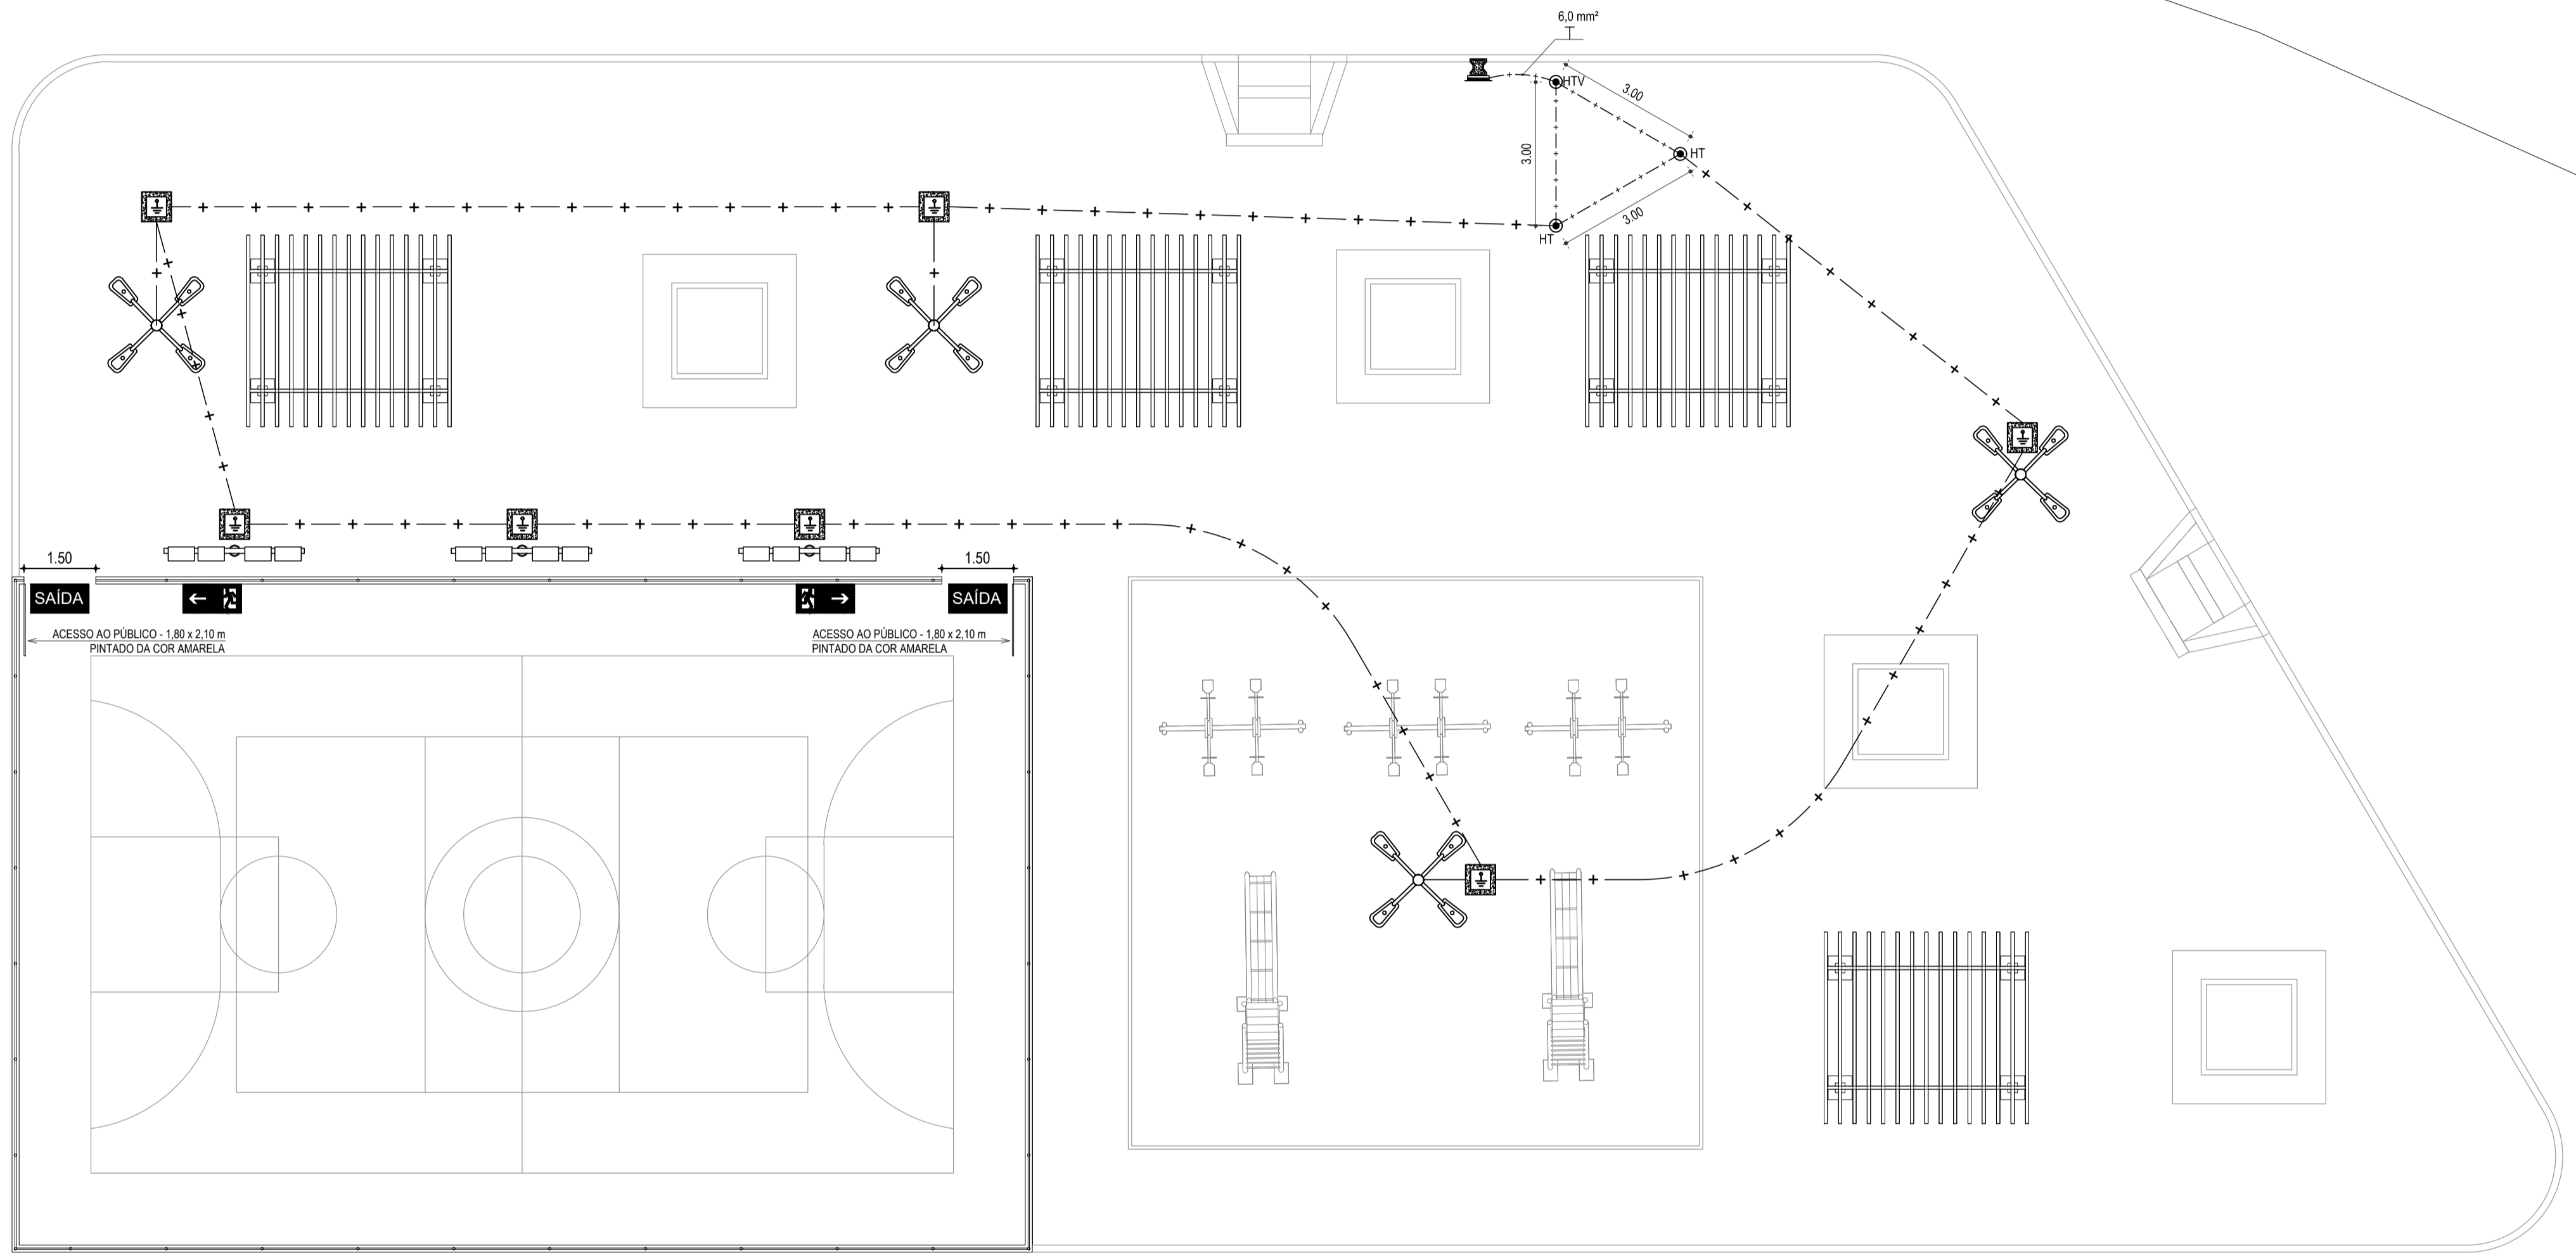 6,0 mm²
T
HTV
3.00
3.00
HT
3.00
HT
1.50
1.50
SAÍDA
SAÍDA
ACESSO AO PÚBLICO - 1,80 x 2,10 m
PINTADO DA COR AMARELA
ACESSO AO PÚBLICO - 1,80 x 2,10 m
PINTADO DA COR AMARELA